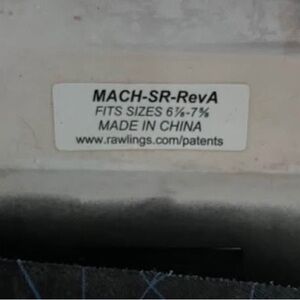 MACH-SR-RevA
FITS SIZES 6⅞-7⅝
MADE IN CHINA
www.rawlings.com/patents